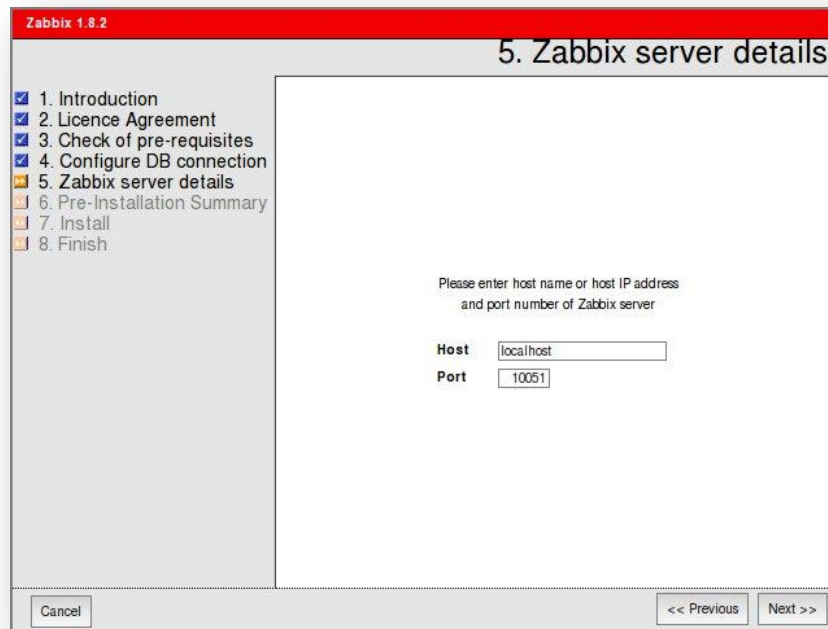 Zabbix 1.8.2
5. Zabbix server details
1. Introduction
2. Licence Agreement
3. Check of pre-requisites
4. Configure DB connection
5. Zabbix server details
6. Pre-Installation Summary
7. Install
8. Finish
Please enter host name or host IP address
and port number of Zabbix server
Host localhost
Port 10051
Cancel << Previous Next >>